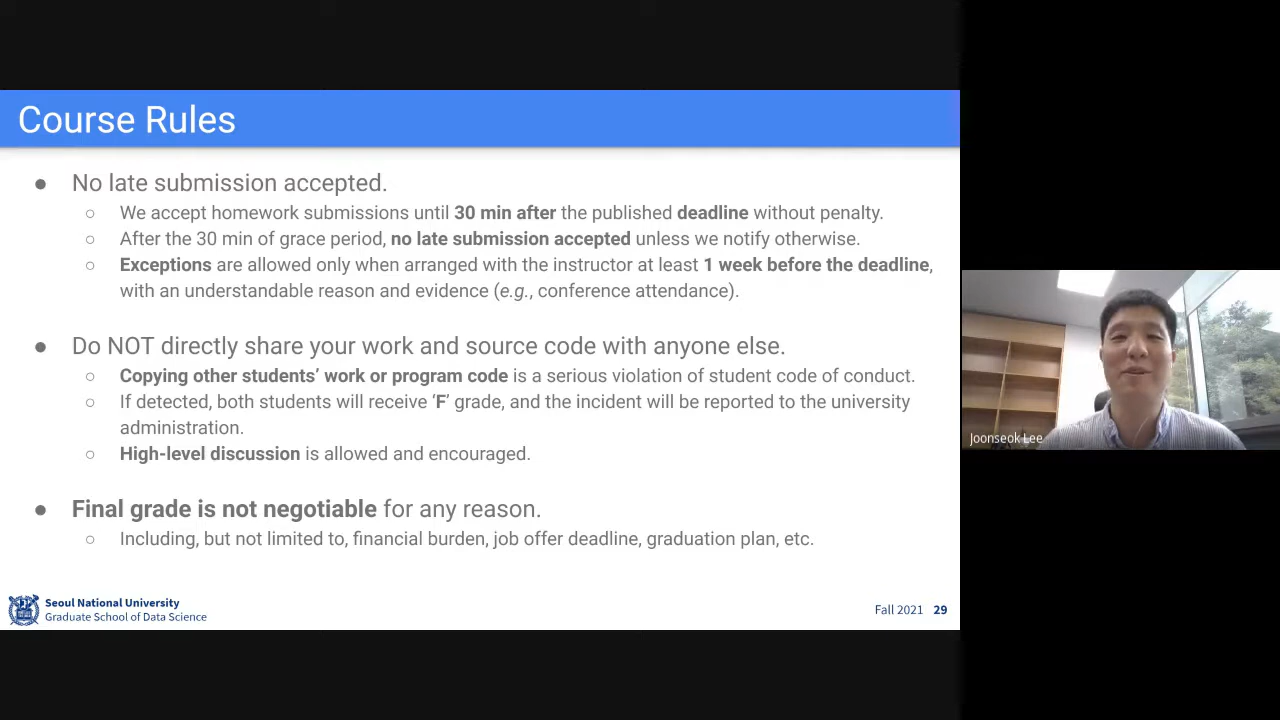 Course Rules
● No late submission accepted.
○ We accept homework submissions until 30 min after the published deadline without penalty.
○ After the 30 min of grace period, no late submission accepted unless we notify otherwise.
○ Exceptions are allowed only when arranged with the instructor at least 1 week before the deadline,
with an understandable reason and evidence (e.g., conference attendance).
● Do NOT directly share your work and source code with anyone else.
○ Copying other students’ work or program code is a serious violation of student code of conduct.
○ If detected, both students will receive ‘F’ grade, and the incident will be reported to the university
administration.
○ High-level discussion is allowed and encouraged.
● Final grade is not negotiable for any reason.
○ Including, but not limited to, financial burden, job offer deadline, graduation plan, etc.
Seoul National University
Graduate School of Data Science
Fall 2021 29
Joonseok Lee